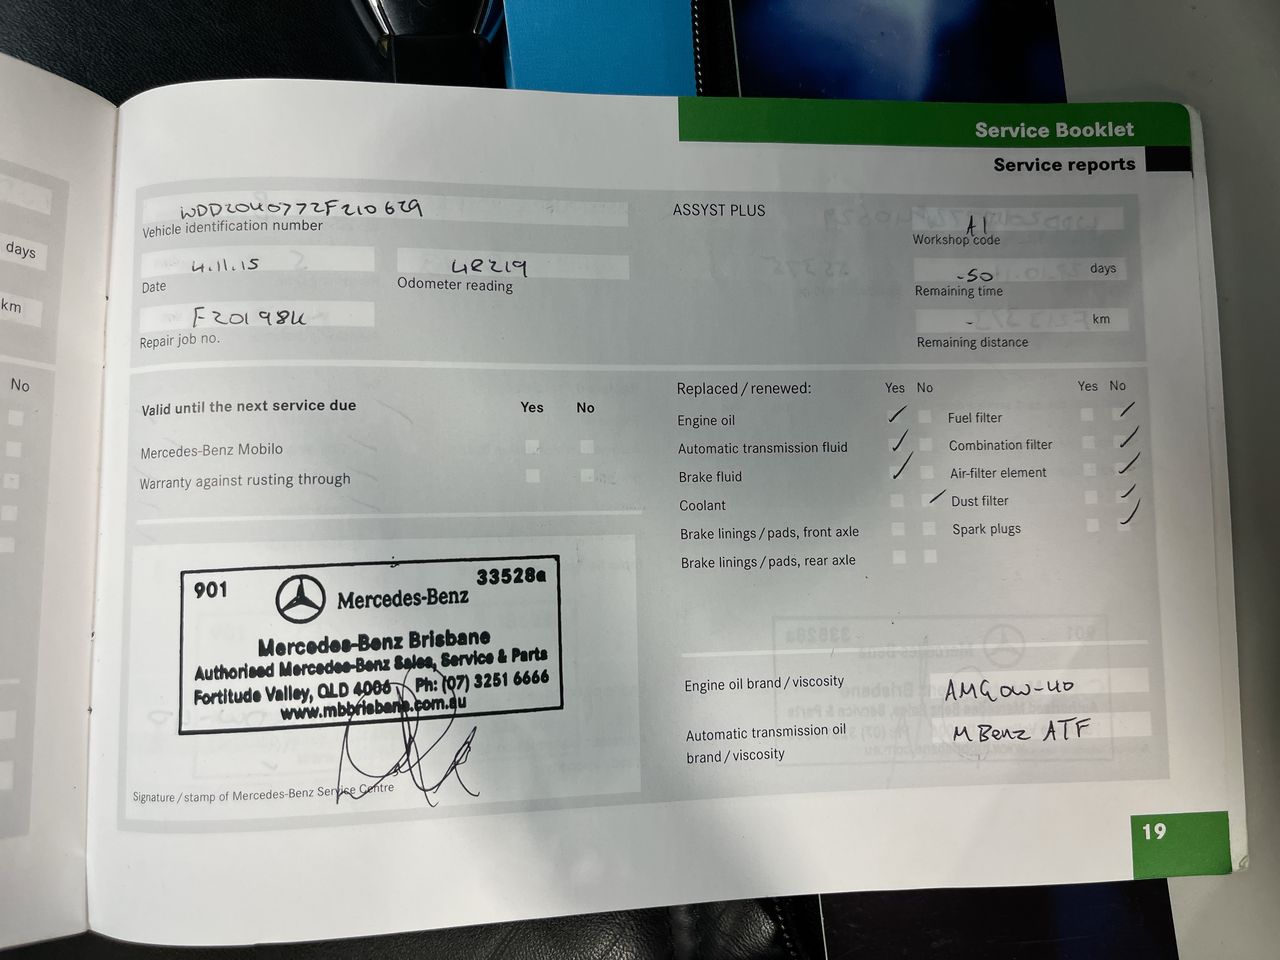 Service Booklet
Service reports
WDD2040772F210629
Vehicle identification number
4.11.15
Date
48219
Odometer reading
Repair job no.
ASSYST PLUS
A1
Workshop code
-50 days
Remaining time
- km
Remaining distance
days
km
No
Valid until the next service due Yes No
Mercedes-Benz Mobilo
Warranty against rusting through
Replaced / renewed: Yes No
Engine oil
Automatic transmission fluid
Brake fluid
Coolant
Brake linings / pads, front axle
Brake linings / pads, rear axle
Yes No
Fuel filter
Combination filter
Air-filter element
Dust filter
Spark plugs
901 Mercedes-Benz 33528a
Mercedes-Benz Brisbane
Authorised Mercedes-Benz Sales, Service & Parts
Fortitude Valley, QLD 4006 Ph: (07) 3251 6666
www.mbbrisbane.com.au
Signature / stamp of Mercedes-Benz Service Centre
Engine oil brand / viscosity AMG 0W-40
Automatic transmission oil MBenz ATF
brand / viscosity
19